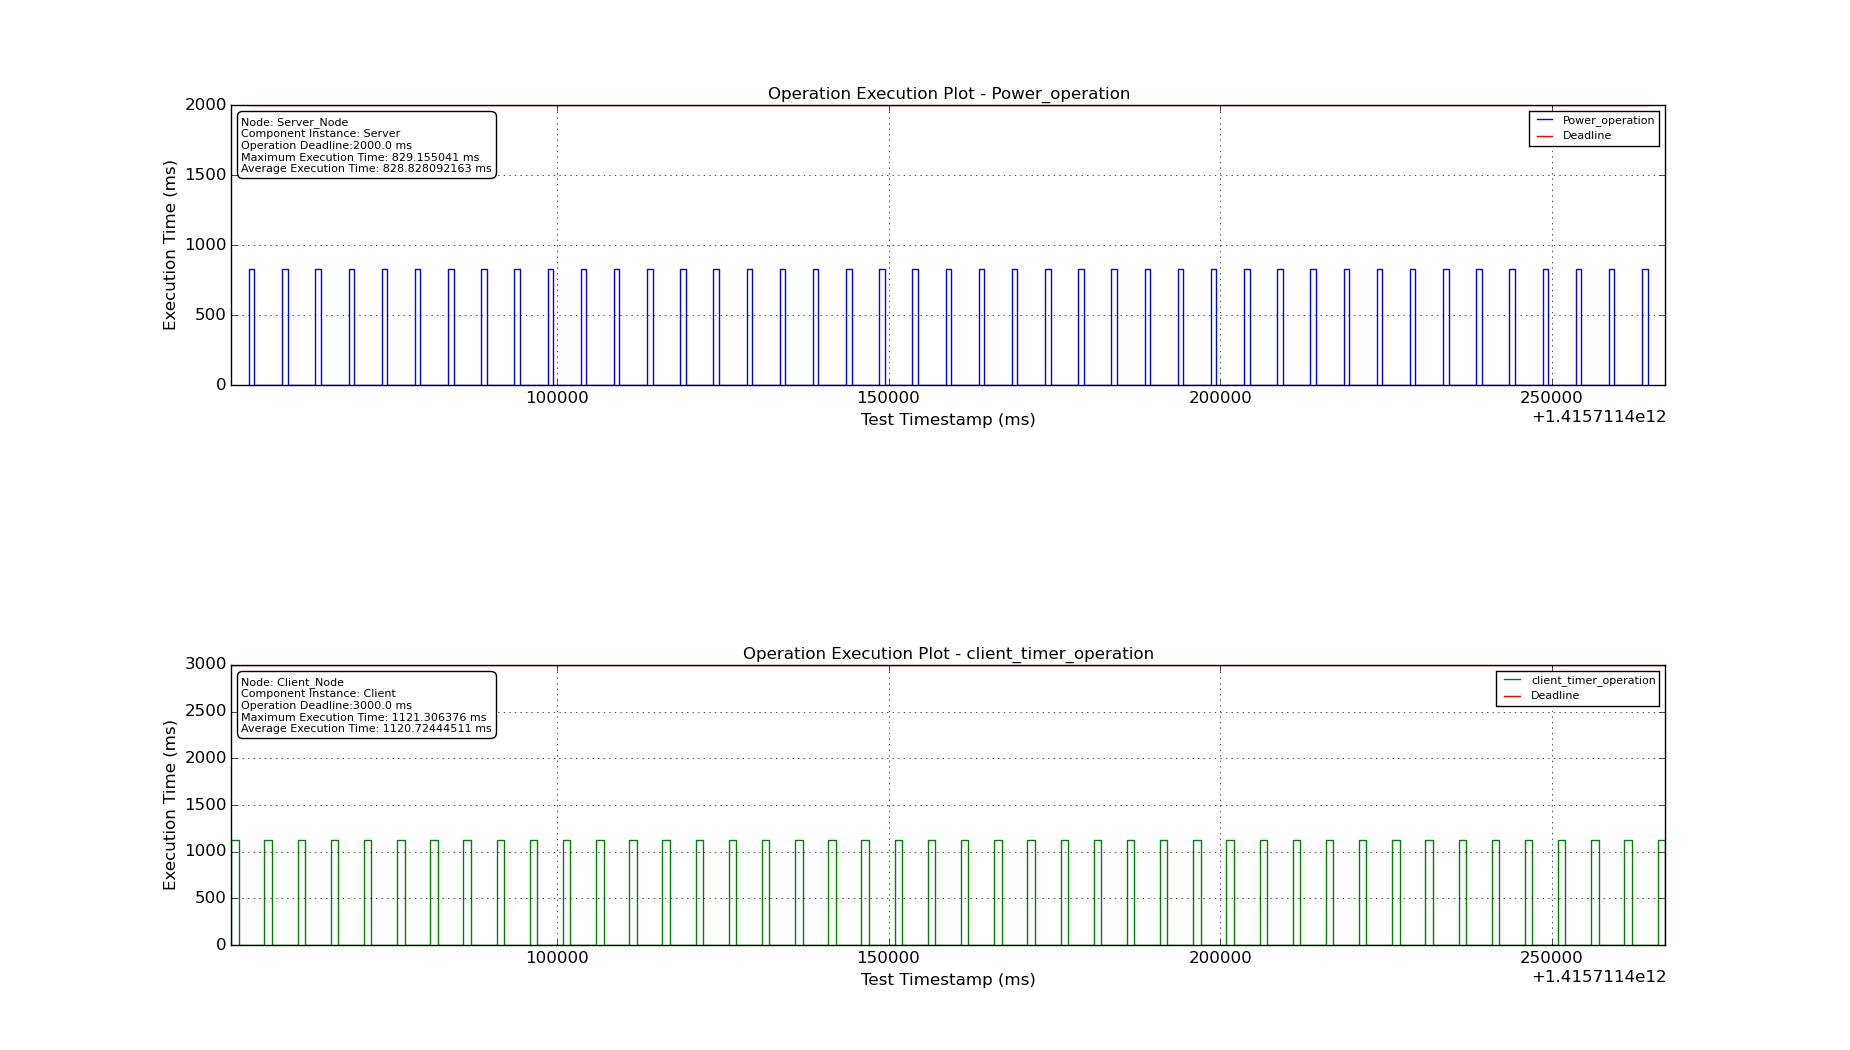 Operation Execution Plot - Power_operation
2000
1500
1000
500
0
Execution Time (ms)
Node: Server_Node
Component Instance: Server
Operation Deadline:2000.0 ms
Maximum Execution Time: 829.155041 ms
Average Execution Time: 828.828092163 ms
Power_operation
Deadline
100000 150000 200000 250000
+1.4157114e12
Test Timestamp (ms)
Operation Execution Plot - client_timer_operation
3000
2500
2000
1500
1000
500
0
Execution Time (ms)
Node: Client_Node
Component Instance: Client
Operation Deadline:3000.0 ms
Maximum Execution Time: 1121.306376 ms
Average Execution Time: 1120.72444511 ms
client_timer_operation
Deadline
100000 150000 200000 250000
+1.4157114e12
Test Timestamp (ms)